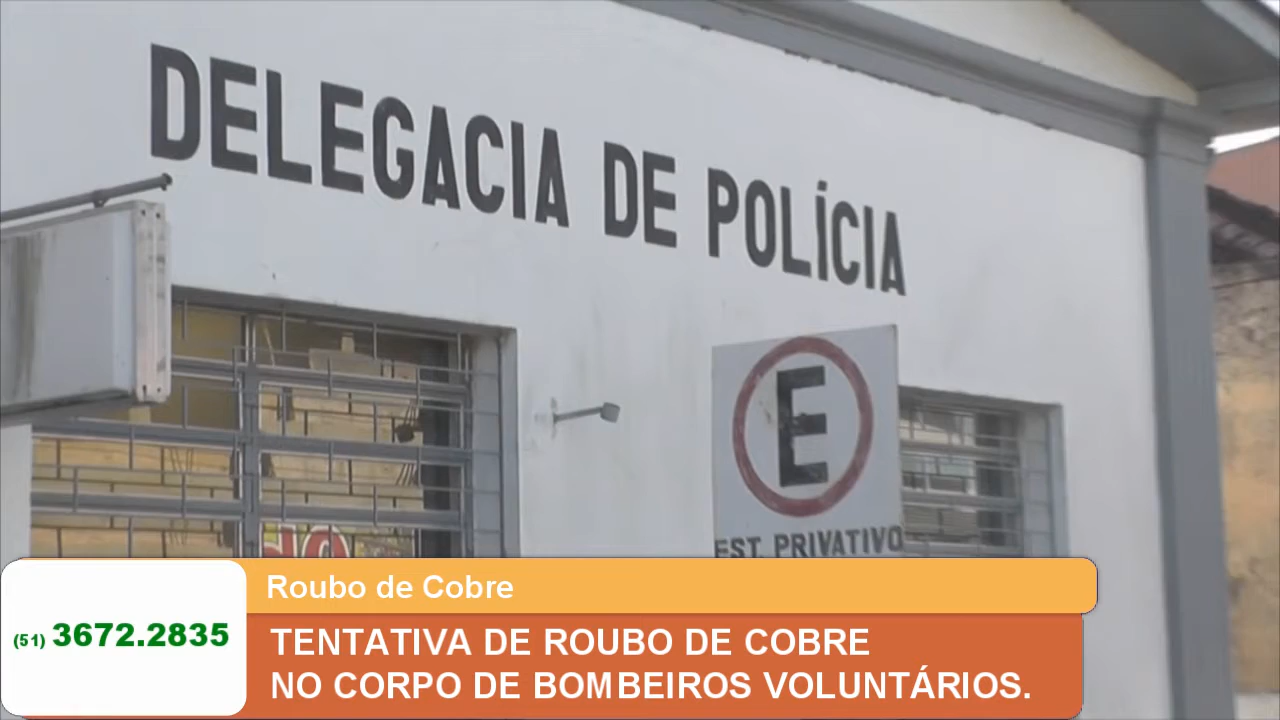 DELEGACIA DE POLÍCIA
E
EST. PRIVATIVO
Roubo de Cobre
(51) 3672.2835
TENTATIVA DE ROUBO DE COBRE
NO CORPO DE BOMBEIROS VOLUNTÁRIOS.